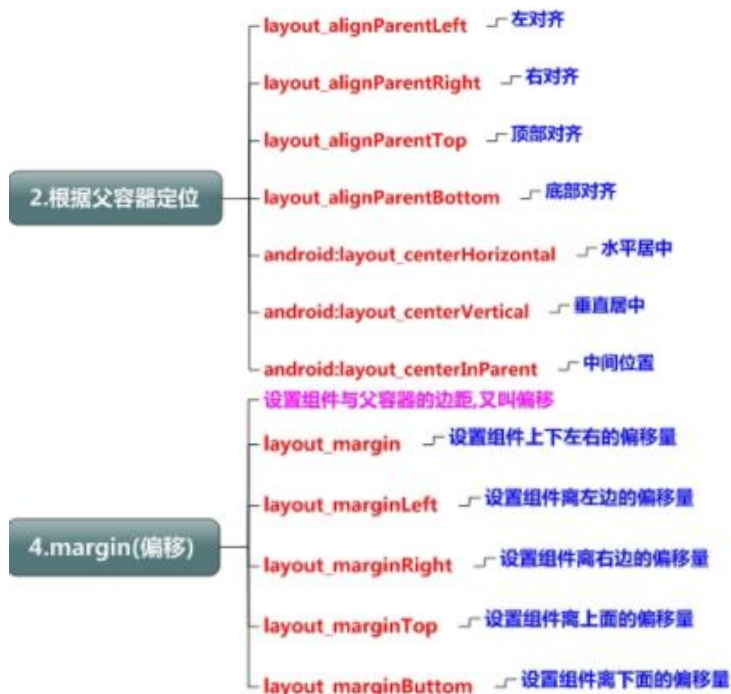 2.根据父容器定位
layout_alignParentLeft 左对齐
layout_alignParentRight 右对齐
layout_alignParentTop 顶部对齐
layout_alignParentBottom 底部对齐
android:layout_centerHorizontal 水平居中
android:layout_centerVertical 垂直居中
android:layout_centerInParent 中间位置
4.margin(偏移)
设置组件与父容器的边距,又叫偏移
layout_margin 设置组件上下左右的偏移量
layout_marginLeft 设置组件离左边的偏移量
layout_marginRight 设置组件离右边的偏移量
layout_marginTop 设置组件离上面的偏移量
layout_marginButtom 设置组件离下面的偏移量